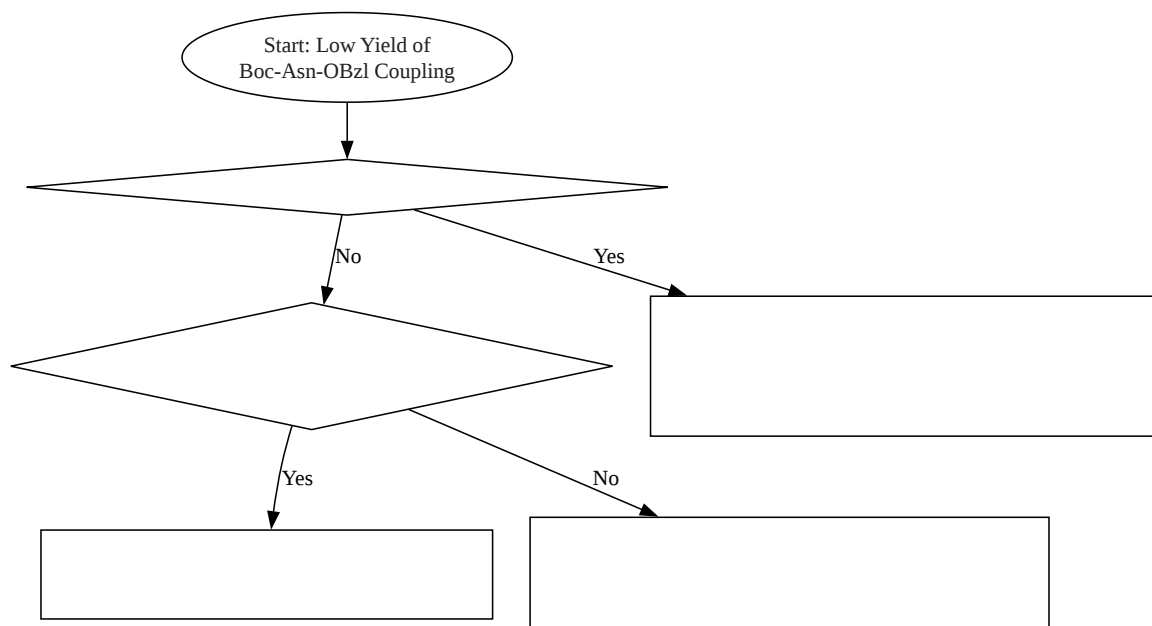 Start: Low Yield of
Boc-Asn-OBzl Coupling
No
Yes
Yes
No